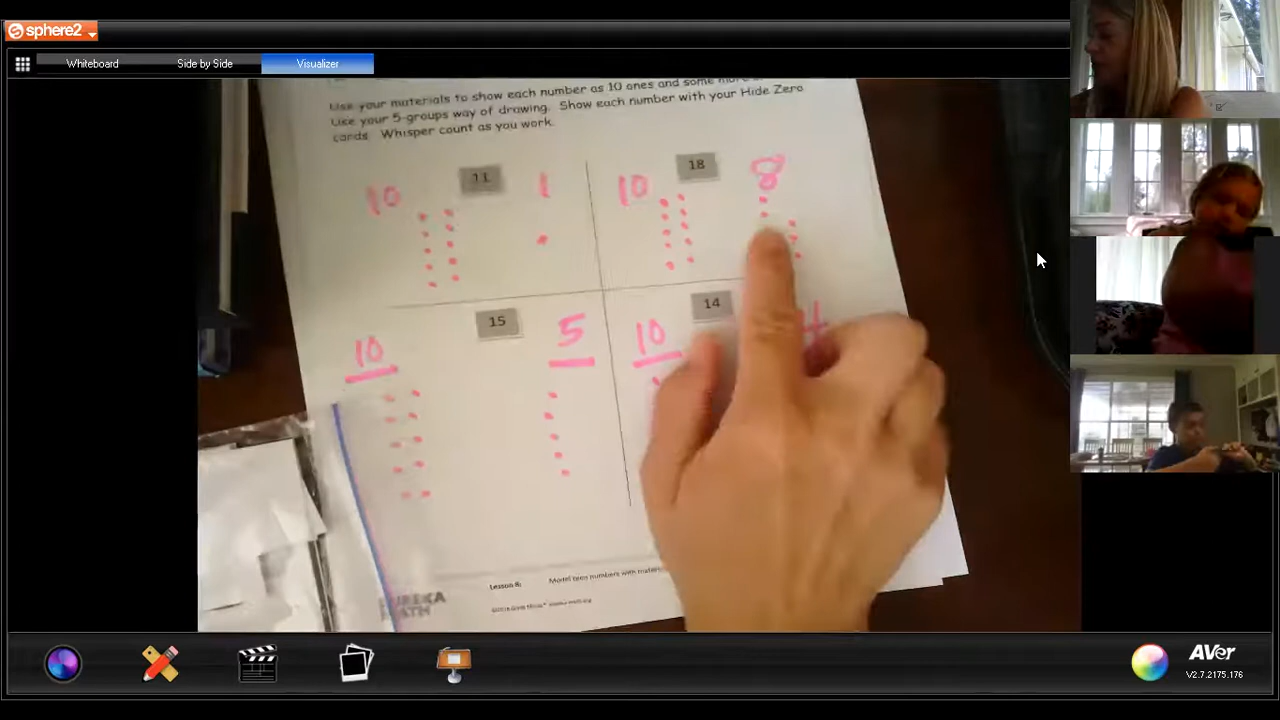 sphere2
Whiteboard
Side by Side
Visualizer
Use your materials to show each number as 10 ones and some more
Use your 5-groups way of drawing. Show each number with your Hide Zero
cards. Whisper count as you work.
11
10
1
18
10
8
15
10
5
14
10
4
Lesson 8:
Model teen numbers with
EUREKA
MATH
AVer
V2.7.2175.176